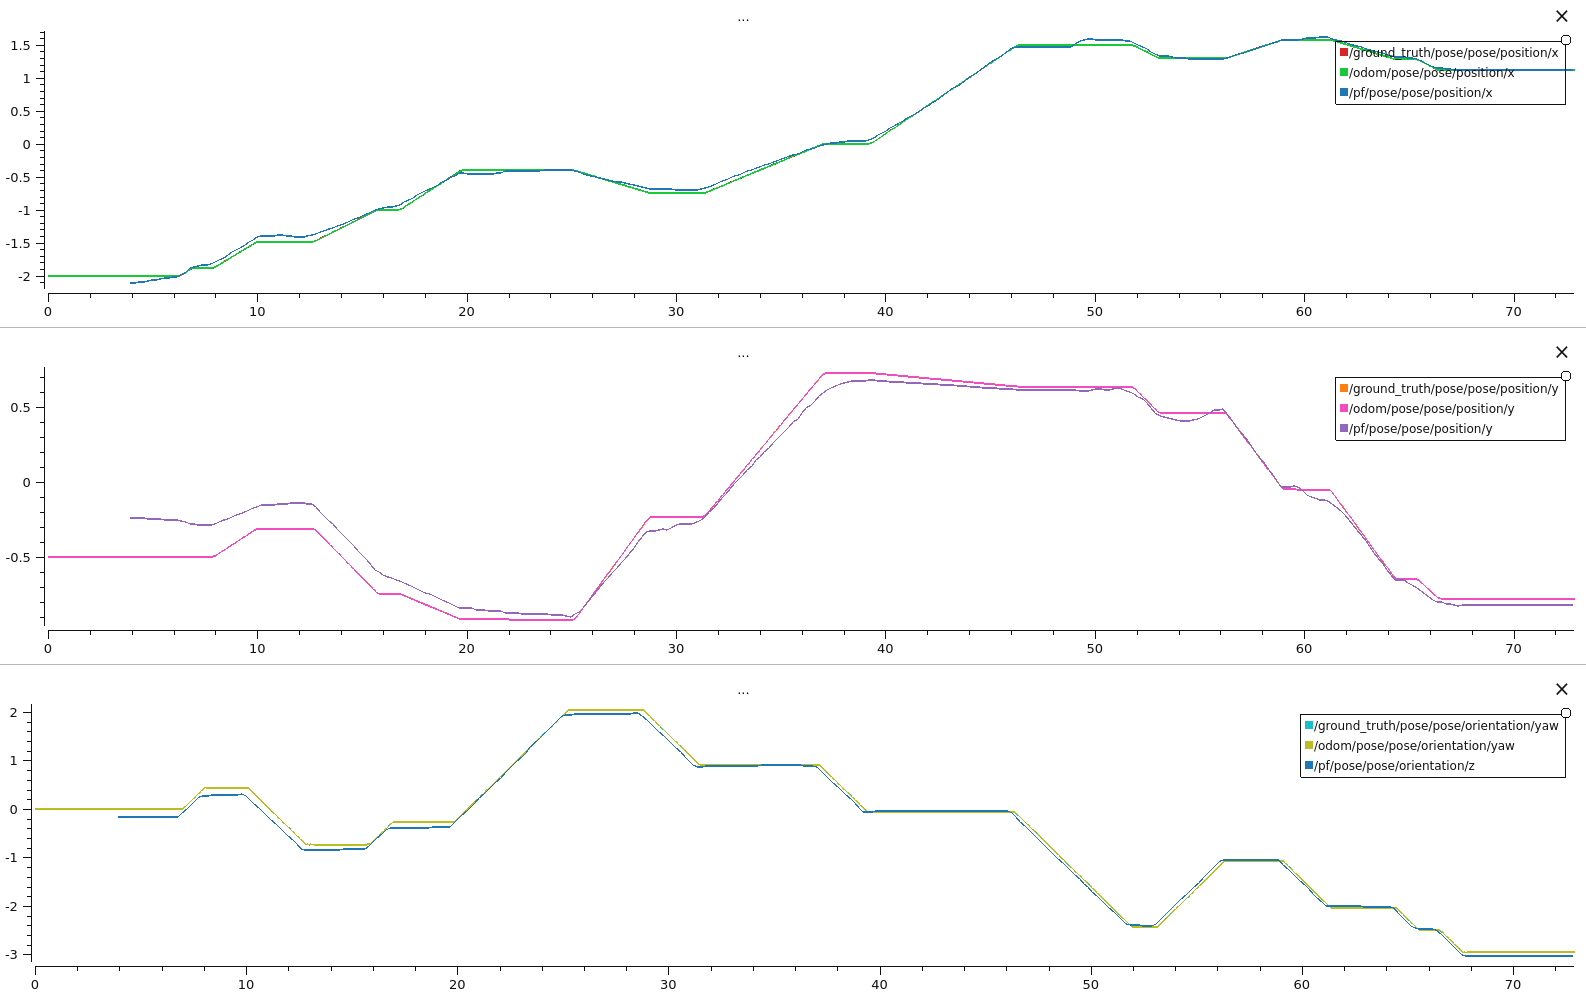 ...
1.5
1
0.5
0
-0.5
-1
-1.5
-2
/ground_truth/pose/pose/position/x
/odom/pose/pose/position/x
/pf/pose/pose/position/x
0 10 20 30 40 50 60 70
...
0.5
0
-0.5
/ground_truth/pose/pose/position/y
/odom/pose/pose/position/y
/pf/pose/pose/position/y
0 10 20 30 40 50 60 70
...
2
1
0
-1
-2
-3
/ground_truth/pose/pose/orientation/yaw
/odom/pose/pose/orientation/yaw
/pf/pose/pose/orientation/z
0 10 20 30 40 50 60 70